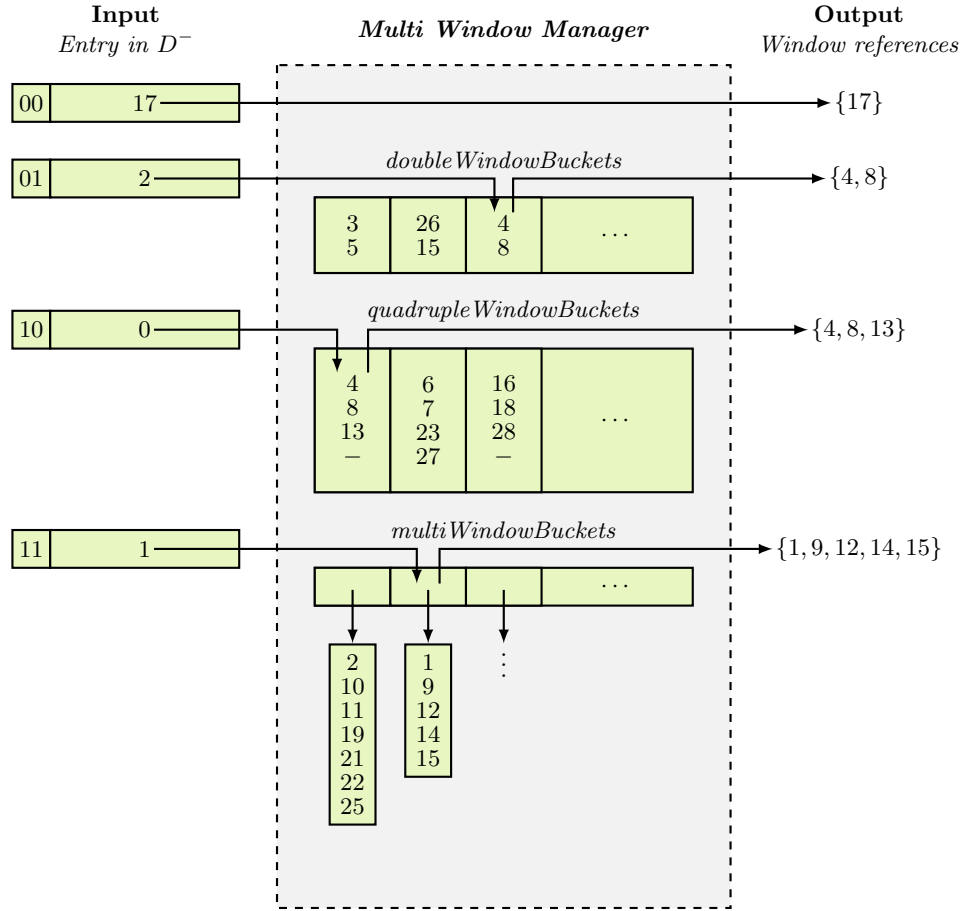 Input
Entry in D⁻
Multi Window Manager
Output
Window references
00 17 {17}
01 2 doubleWindowBuckets {4, 8}
3 26 4 ...
5 15 8
10 0 quadrupleWindowBuckets {4, 8, 13}
4 6 16
8 7 18
13 23 28 ...
− 27 −
11 1 multiWindowBuckets {1, 9, 12, 14, 15}
...
2 1 ⋮
10 9
11 12
19 14
21 15
22
25